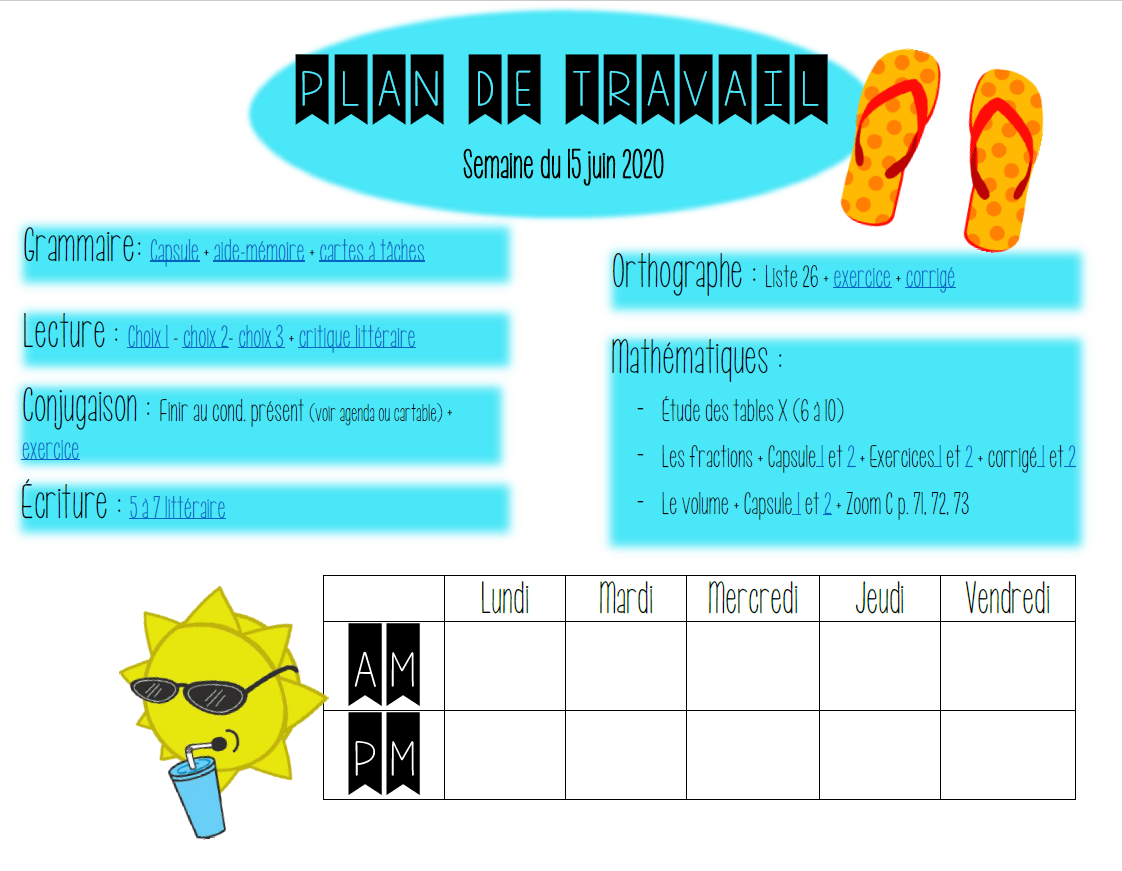 PLAN DE TRAVAIL
Semaine du 15 juin 2020
Grammaire: Capsule + aide-mémoire + cartes à tâches
Lecture : Choix 1 - choix 2- choix 3 + critique littéraire
Conjugaison : Finir au cond. présent (voir agenda ou cartable) +
exercice
Écriture : 5 à 7 littéraire
Orthographe : Liste 26 + exercice + corrigé
Mathématiques :
- Étude des tables X (6 à 10)
- Les fractions + Capsule 1 et 2 + Exercices 1 et 2 + corrigé 1 et 2
- Le volume + Capsule 1 et 2 + Zoom C p. 71, 72, 73
Lundi Mardi Mercredi Jeudi Vendredi
AM
PM